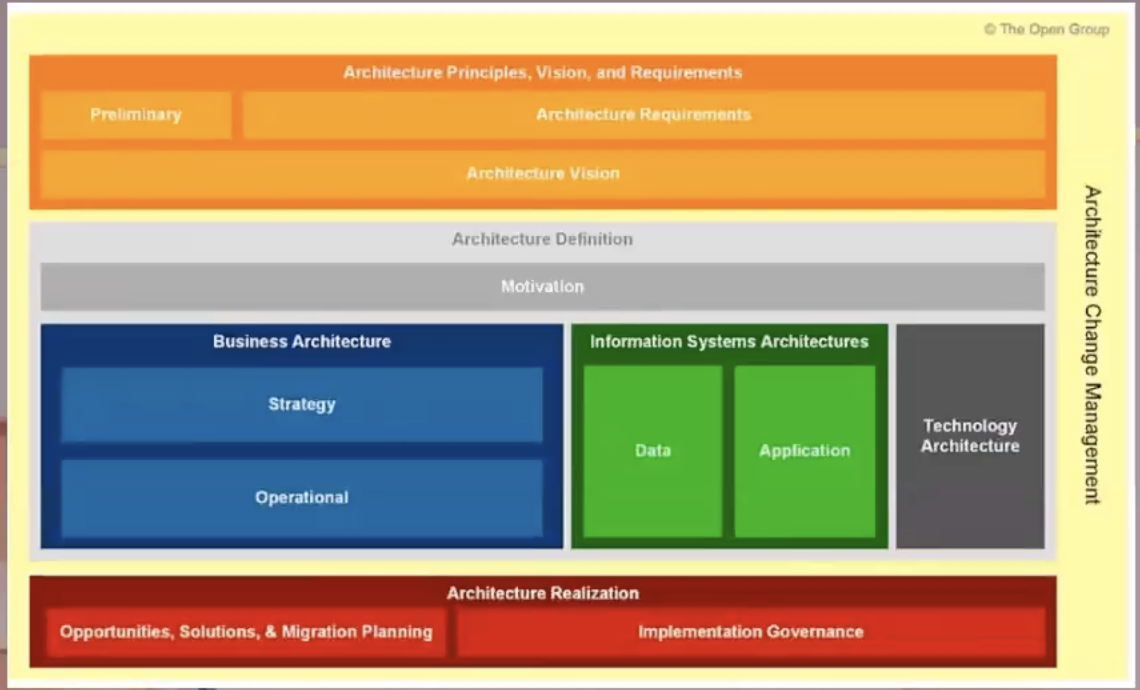 © The Open Group
Architecture Principles, Vision, and Requirements
Preliminary
Architecture Requirements
Architecture Vision
Architecture Definition
Motivation
Business Architecture
Strategy
Operational
Information Systems Architectures
Data
Application
Technology
Architecture
Architecture Realization
Opportunities, Solutions, & Migration Planning
Implementation Governance
Architecture Change Management